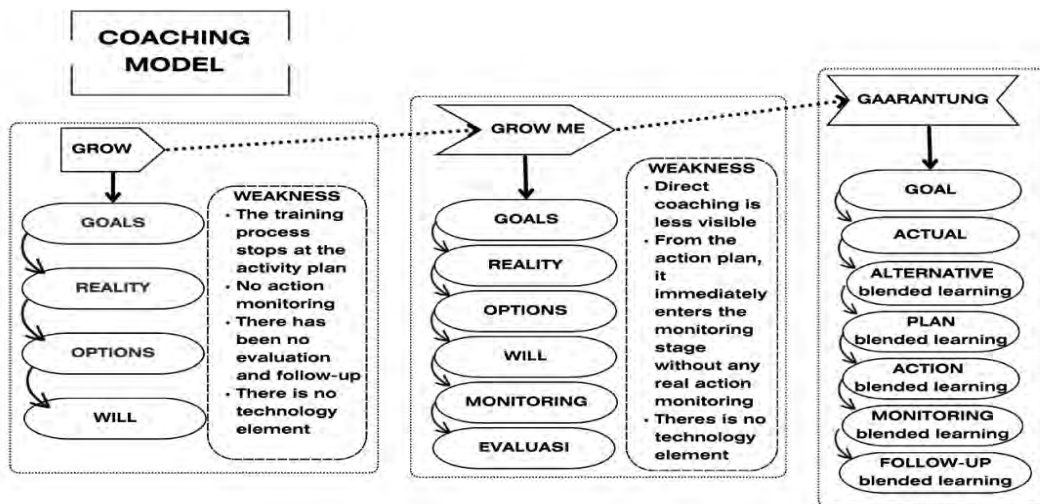 COACHING
MODEL
GROW
GOALS
REALITY
OPTIONS
WILL
WEAKNESS
• The training
process
stops at the
activity plan
• No action
monitoring
• There has
been no
evaluation
and follow-up
• There is no
technology
element
GROW ME
GOALS
REALITY
OPTIONS
WILL
MONITORING
EVALUASI
WEAKNESS
• Direct
coaching is
less visible
• From the
action plan,
it
immediately
enters the
monitoring
stage
without any
real action
monitoring
• Theres is no
technology
element
GAARANTUNG
GOAL
ACTUAL
ALTERNATIVE
blended learning
PLAN
blended learning
ACTION
blended learning
MONITORING
blended learning
FOLLOW-UP
blended learning